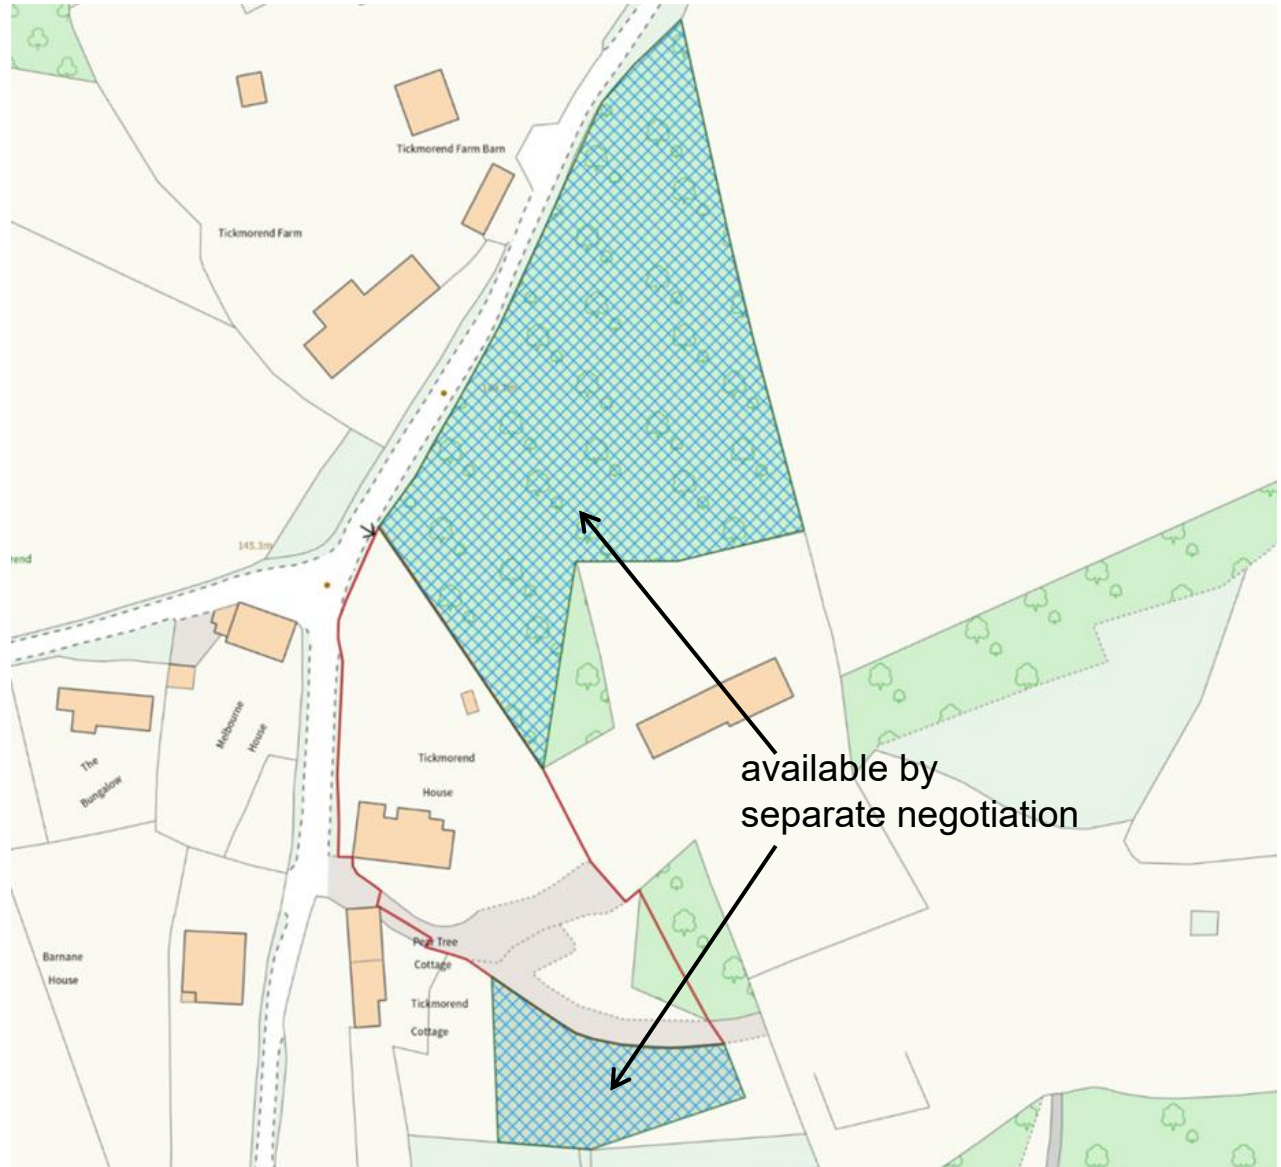 Tickmorend Farm Barn
Tickmorend Farm
145.3m
Tickmorend
House
Melbourne
House
The
Bungalow
available by
separate negotiation
Pear Tree
Cottage
Tickmorend
Cottage
Barnane
House